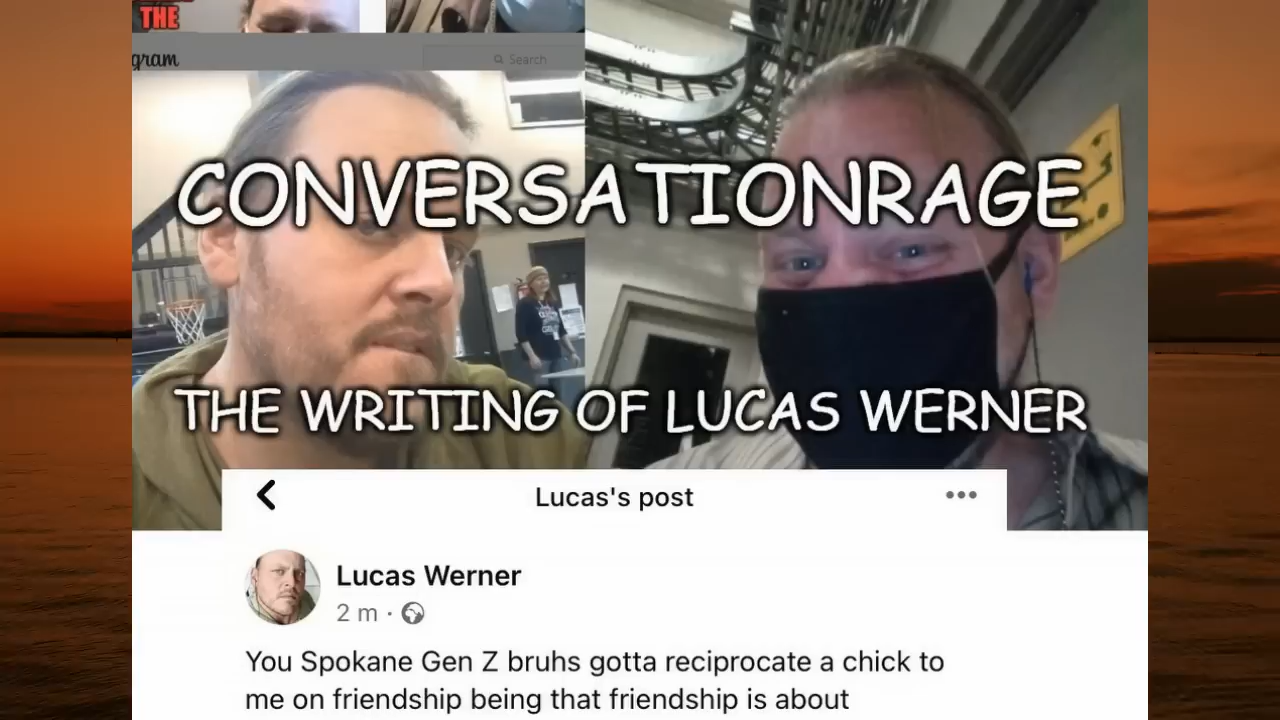 THE
gram
Search
CONVERSATIONRAGE
THE WRITING OF LUCAS WERNER
Lucas's post
Lucas Werner
2 m ·
You Spokane Gen Z bruhs gotta reciprocate a chick to
me on friendship being that friendship is about